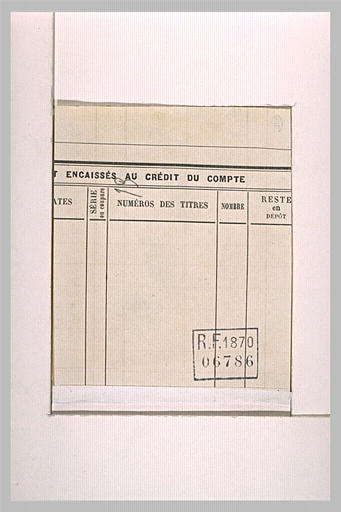 T ENCAISSÉS AU CRÉDIT DU COMPTE
ATES
SÉRIE
ou coupure
NUMÉROS DES TITRES
NOMBRE
RESTE
en
DÉPÔT
R.F.1870
06786